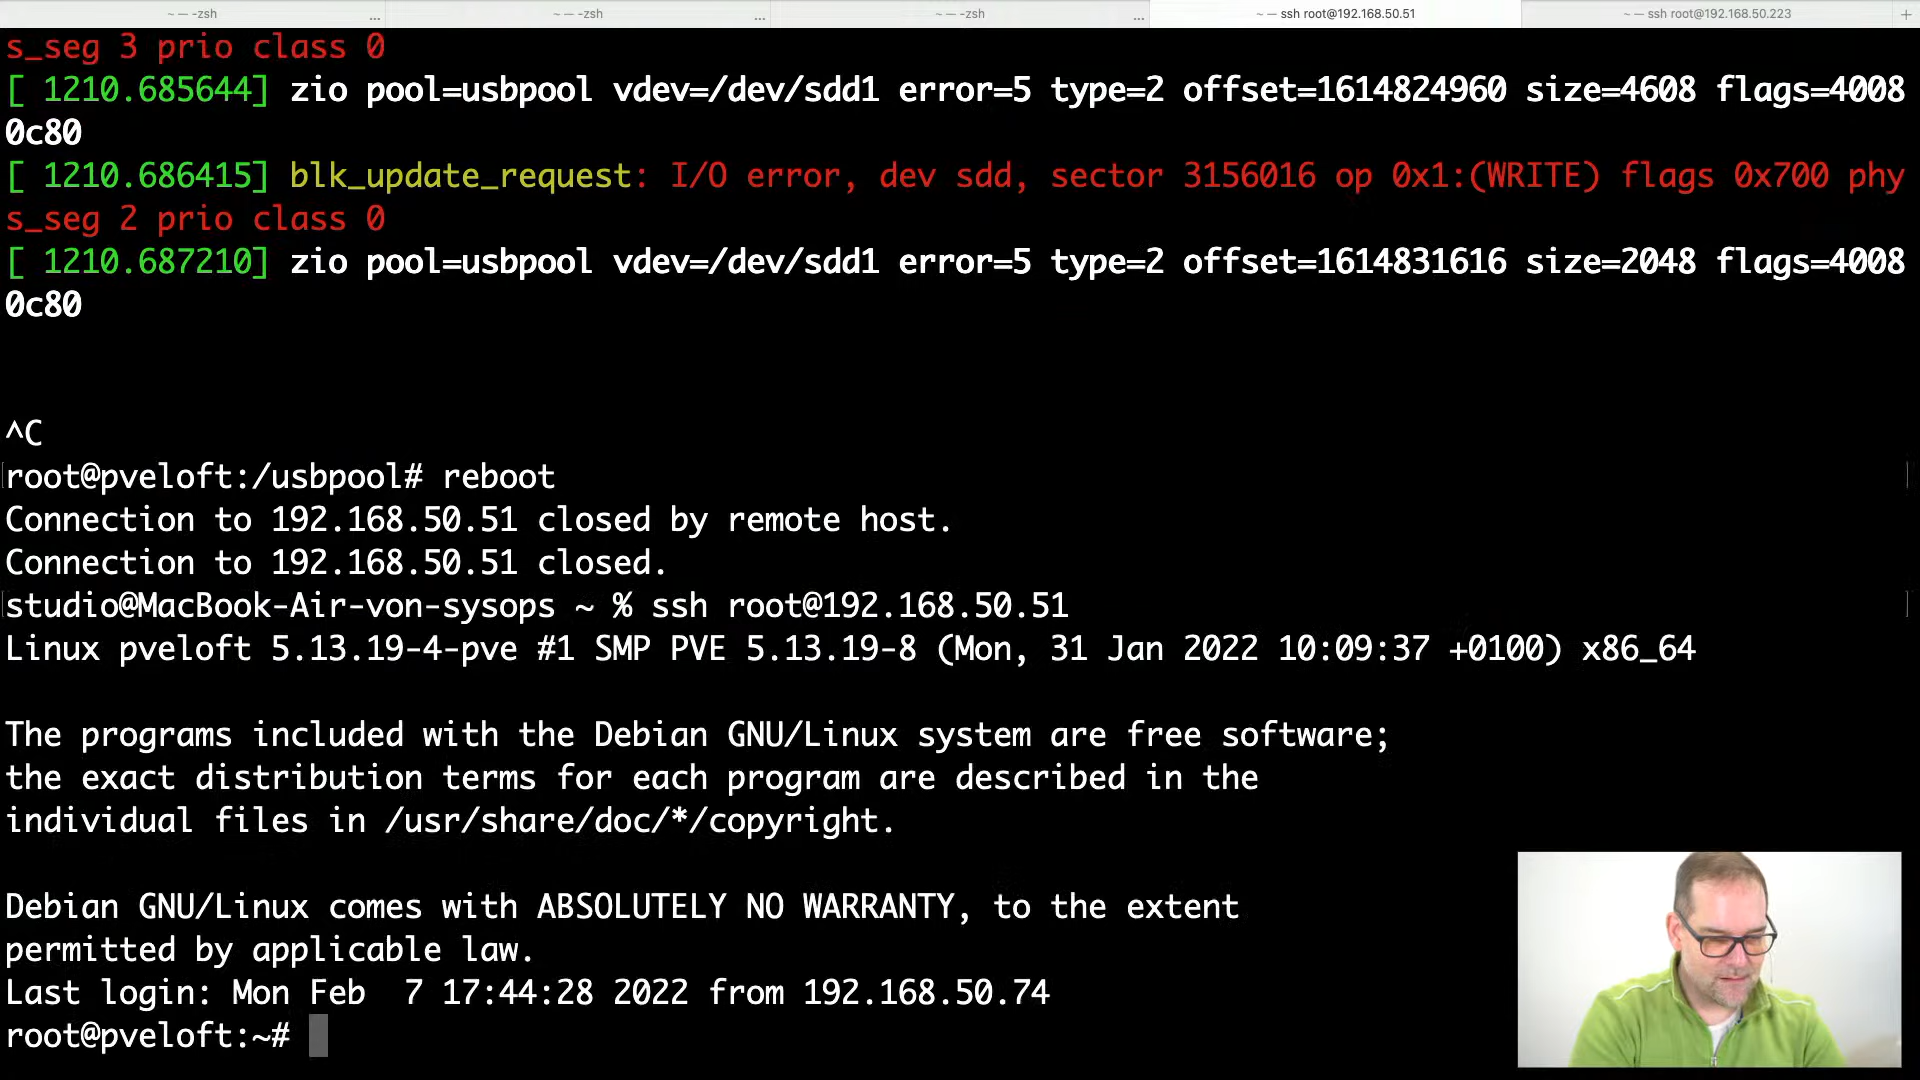 ~ — -zsh ... ~ — -zsh ... ~ — -zsh ... ~ — ssh root@192.168.50.51 ~ — ssh root@192.168.50.223 +
s_seg 3 prio class 0
[ 1210.685644] zio pool=usbpool vdev=/dev/sdd1 error=5 type=2 offset=1614824960 size=4608 flags=4008
0c80
[ 1210.686415] blk_update_request: I/O error, dev sdd, sector 3156016 op 0x1:(WRITE) flags 0x700 phy
s_seg 2 prio class 0
[ 1210.687210] zio pool=usbpool vdev=/dev/sdd1 error=5 type=2 offset=1614831616 size=2048 flags=4008
0c80
^C
root@pveloft:/usbpool# reboot
Connection to 192.168.50.51 closed by remote host.
Connection to 192.168.50.51 closed.
studio@MacBook-Air-von-sysops ~ % ssh root@192.168.50.51
Linux pveloft 5.13.19-4-pve #1 SMP PVE 5.13.19-8 (Mon, 31 Jan 2022 10:09:37 +0100) x86_64
The programs included with the Debian GNU/Linux system are free software;
the exact distribution terms for each program are described in the
individual files in /usr/share/doc/*/copyright.
Debian GNU/Linux comes with ABSOLUTELY NO WARRANTY, to the extent
permitted by applicable law.
Last login: Mon Feb  7 17:44:28 2022 from 192.168.50.74
root@pveloft:~#